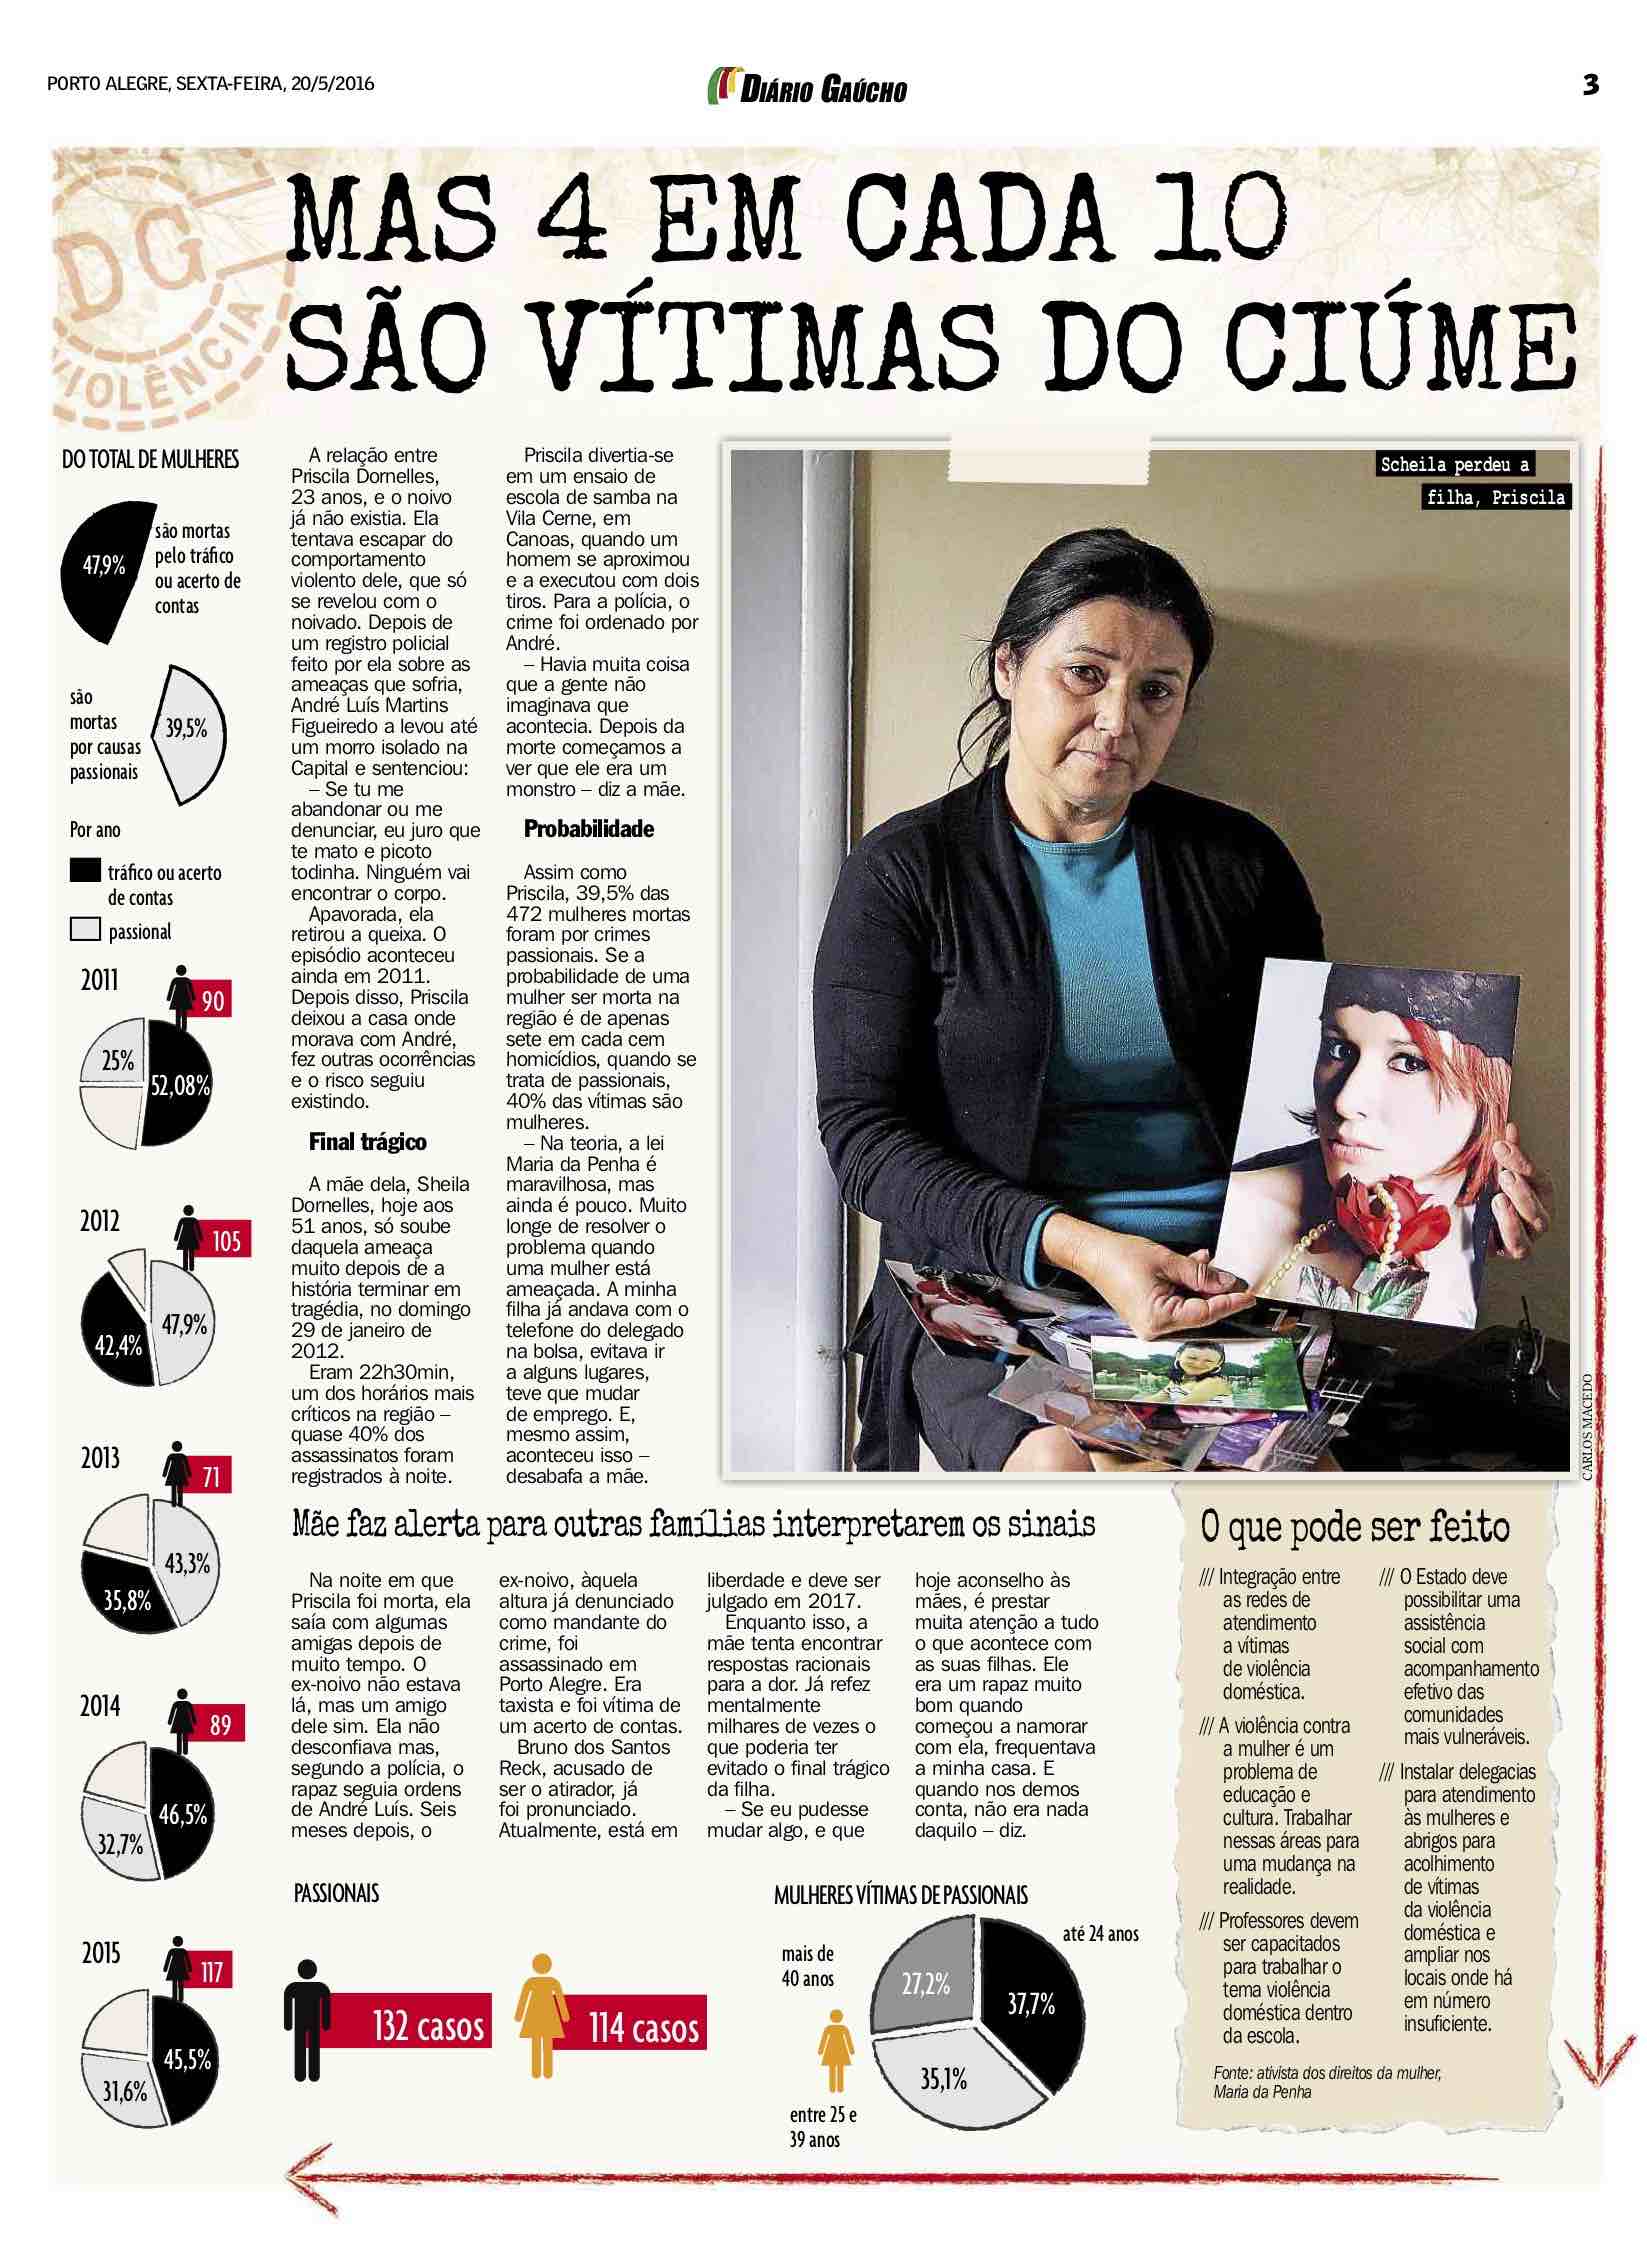 PORTO ALEGRE, SEXTA-FEIRA, 20/5/2016
DIÁRIO GAÚCHO
3
DG
VIOLÊNCIA
MAS 4 EM CADA 10
SÃO VÍTIMAS DO CIÚME
DO TOTAL DE MULHERES
47,9%
são mortas
pelo tráfico
ou acerto de
contas
são
mortas
por causas
passionais
39,5%
Por ano
tráfico ou acerto
de contas
passional
2011
90
25%
52,08%
2012
105
42,4%
47,9%
2013
71
43,3%
35,8%
2014
89
46,5%
32,7%
2015
117
45,5%
31,6%
A relação entre
Priscila Dornelles,
23 anos, e o noivo
já não existia. Ela
tentava escapar do
comportamento
violento dele, que só
se revelou com o
noivado. Depois de
um registro policial
feito por ela sobre as
ameaças que sofria,
André Luís Martins
Figueiredo a levou até
um morro isolado na
Capital e sentenciou:
– Se tu me
abandonar ou me
denunciar, eu juro que
te mato e picoto
todinha. Ninguém vai
encontrar o corpo.
Apavorada, ela
retirou a queixa. O
episódio aconteceu
ainda em 2011.
Depois disso, Priscila
deixou a casa onde
morava com André,
fez outras ocorrências
e o risco seguiu
existindo.
Final trágico
A mãe dela, Sheila
Dornelles, hoje aos
51 anos, só soube
daquela ameaça
muito depois de a
história terminar em
tragédia, no domingo
29 de janeiro de
2012.
Eram 22h30min,
um dos horários mais
críticos na região –
quase 40% dos
assassinatos foram
registrados à noite.
Priscila divertia-se
em um ensaio de
escola de samba na
Vila Cerne, em
Canoas, quando um
homem se aproximou
e a executou com dois
tiros. Para a polícia, o
crime foi ordenado por
André.
– Havia muita coisa
que a gente não
imaginava que
acontecia. Depois da
morte começamos a
ver que ele era um
monstro – diz a mãe.
Probabilidade
Assim como
Priscila, 39,5% das
472 mulheres mortas
foram por crimes
passionais. Se a
probabilidade de uma
mulher ser morta na
região é de apenas
sete em cada cem
homicídios, quando se
trata de passionais,
40% das vítimas são
mulheres.
– Na teoria, a lei
Maria da Penha é
maravilhosa, mas
ainda é pouco. Muito
longe de resolver o
problema quando
uma mulher está
ameaçada. A minha
filha já andava com o
telefone do delegado
na bolsa, evitava ir
a alguns lugares,
teve que mudar
de emprego. E,
mesmo assim,
aconteceu isso –
desabafa a mãe.
Scheila perdeu a
filha, Priscila
CARLOS MACEDO
Mãe faz alerta para outras famílias interpretarem os sinais
Na noite em que
Priscila foi morta, ela
saía com algumas
amigas depois de
muito tempo. O
ex-noivo não estava
lá, mas um amigo
dele sim. Ela não
desconfiava mas,
segundo a polícia, o
rapaz seguia ordens
de André Luís. Seis
meses depois, o
ex-noivo, àquela
altura já denunciado
como mandante do
crime, foi
assassinado em
Porto Alegre. Era
taxista e foi vítima de
um acerto de contas.
Bruno dos Santos
Reck, acusado de
ser o atirador, já
foi pronunciado.
Atualmente, está em
liberdade e deve ser
julgado em 2017.
Enquanto isso, a
mãe tenta encontrar
respostas racionais
para a dor. Já refez
mentalmente
milhares de vezes o
que poderia ter
evitado o final trágico
da filha.
– Se eu pudesse
mudar algo, e que
hoje aconselho às
mães, é prestar
muita atenção a tudo
o que acontece com
as suas filhas. Ele
era um rapaz muito
bom quando
começou a namorar
com ela, frequentava
a minha casa. E
quando nos demos
conta, não era nada
daquilo – diz.
O que pode ser feito
/// Integração entre
as redes de
atendimento
a vítimas
de violência
doméstica.
/// A violência contra
a mulher é um
problema de
educação e
cultura. Trabalhar
nessas áreas para
uma mudança na
realidade.
/// Professores devem
ser capacitados
para trabalhar o
tema violência
doméstica dentro
da escola.
/// O Estado deve
possibilitar uma
assistência
social com
acompanhamento
efetivo das
comunidades
mais vulneráveis.
/// Instalar delegacias
para atendimento
às mulheres e
abrigos para
acolhimento
de vítimas
da violência
doméstica e
ampliar nos
locais onde há
em número
insuficiente.
Fonte: ativista dos direitos da mulher,
Maria da Penha
PASSIONAIS
132 casos
114 casos
MULHERES VÍTIMAS DE PASSIONAIS
mais de
40 anos
27,2%
até 24 anos
37,7%
35,1%
entre 25 e
39 anos